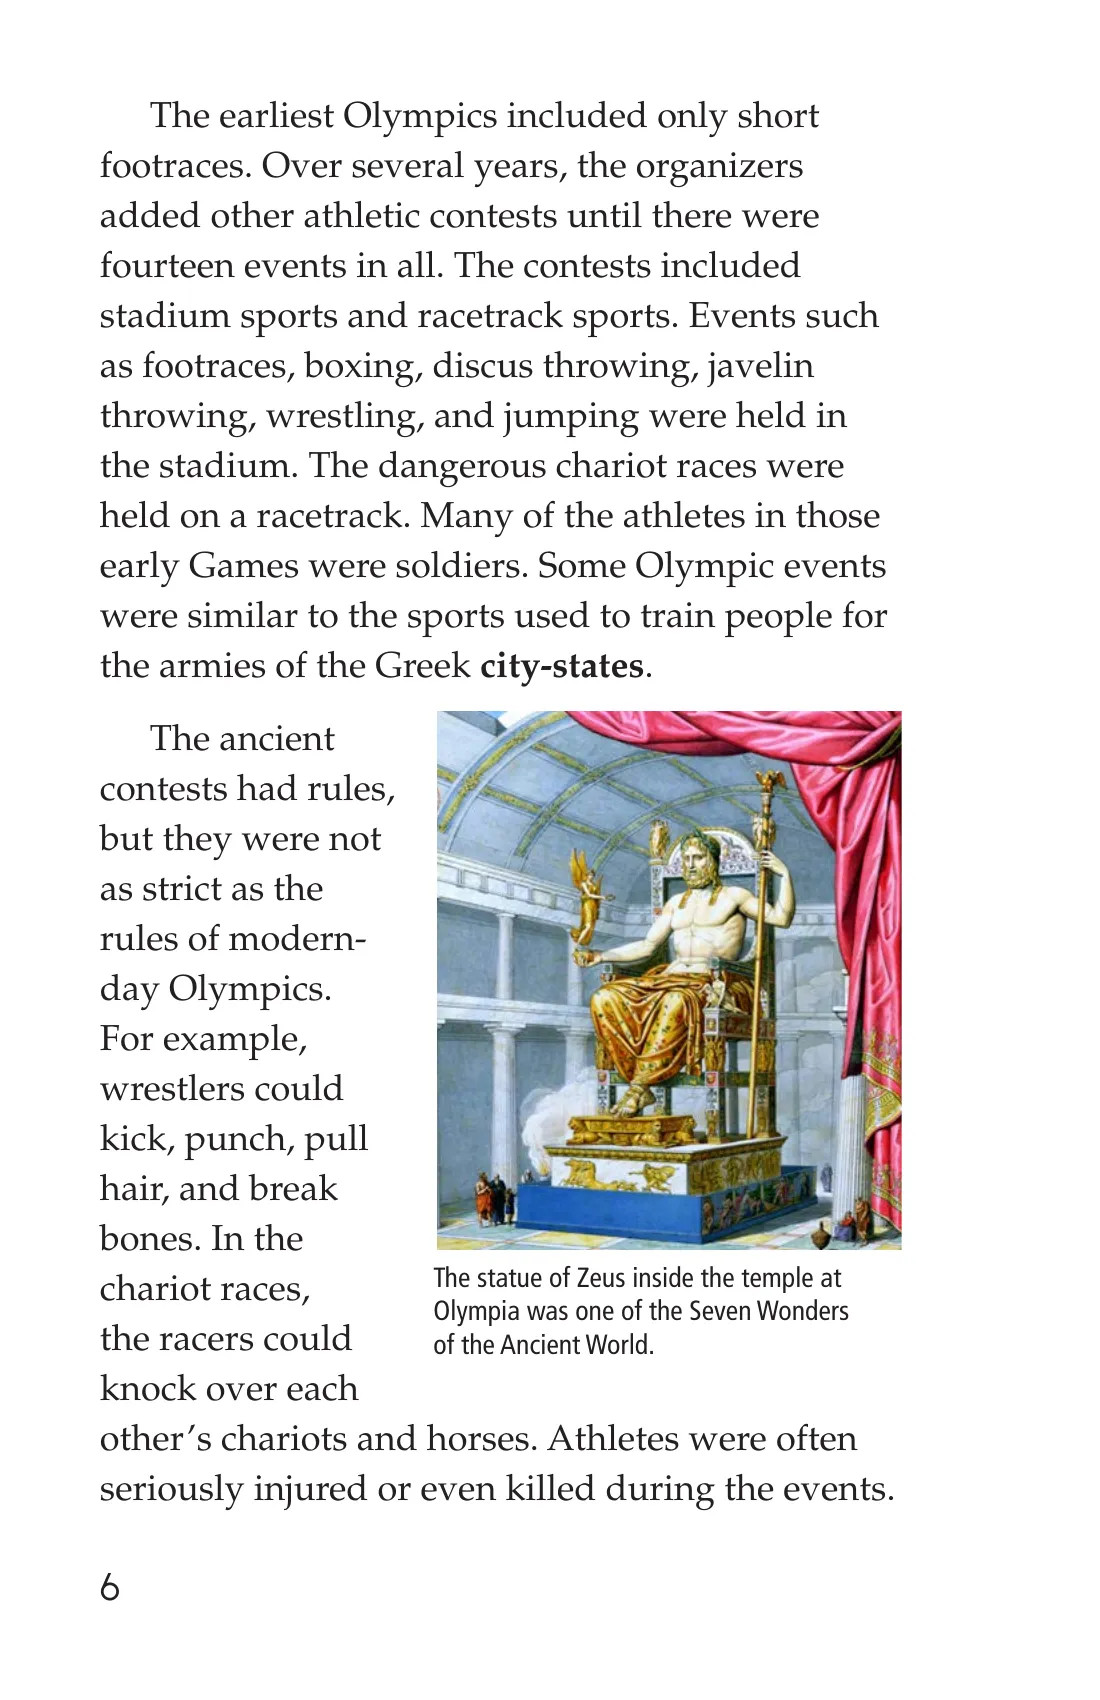 The earliest Olympics included only short
footraces. Over several years, the organizers
added other athletic contests until there were
fourteen events in all. The contests included
stadium sports and racetrack sports. Events such
as footraces, boxing, discus throwing, javelin
throwing, wrestling, and jumping were held in
the stadium. The dangerous chariot races were
held on a racetrack. Many of the athletes in those
early Games were soldiers. Some Olympic events
were similar to the sports used to train people for
the armies of the Greek city-states.
The ancient
contests had rules,
but they were not
as strict as the
rules of modern-
day Olympics.
For example,
wrestlers could
kick, punch, pull
hair, and break
bones. In the
chariot races,
the racers could
knock over each
other’s chariots and horses. Athletes were often
seriously injured or even killed during the events.
The statue of Zeus inside the temple at
Olympia was one of the Seven Wonders
of the Ancient World.
6